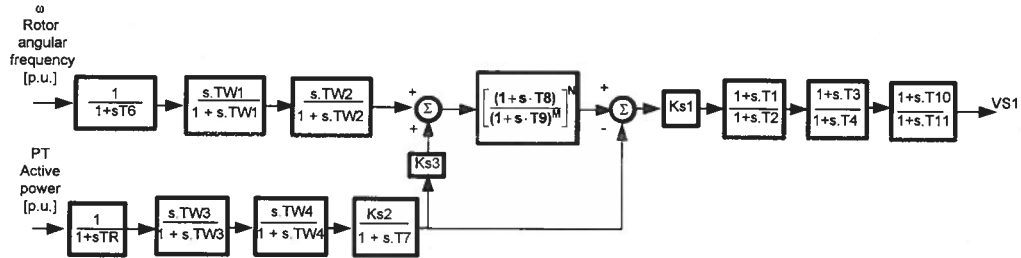 ω
Rotor
angular
frequency
[p.u.]
1
1+sT6
s.TW1
1 + s.TW1
s.TW2
1 + s.TW2
+
Σ
+
[(1+s·T8)
(1+s·T9)ᴹ]ᴺ
+
Σ
-
Ks1
1+s.T1
1+s.T2
1+s.T3
1+s.T4
1+s.T10
1+s.T11
VS1
Ks3
PT
Active
power
[p.u.]
1
1+sTR
s.TW3
1 + s.TW3
s.TW4
1 + s.TW4
Ks2
1 + s.T7